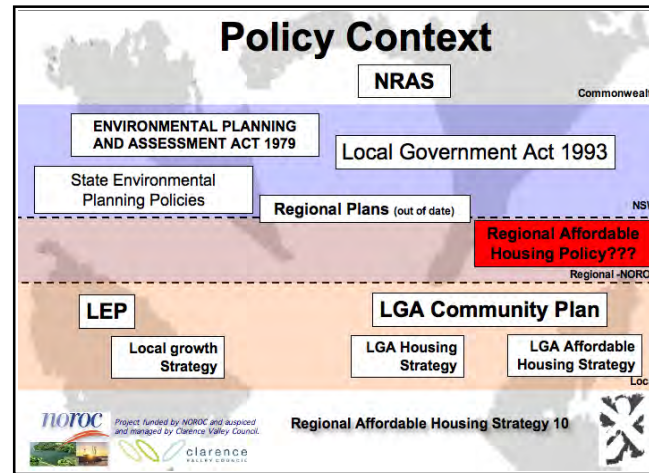 Policy Context
NRAS
Commonwealt
ENVIRONMENTAL PLANNING
AND ASSESSMENT ACT 1979
Local Government Act 1993
State Environmental
Planning Policies
Regional Plans (out of date)
NSW
Regional Affordable
Housing Policy???
Regional -NORO
LEP
LGA Community Plan
Local growth
Strategy
LGA Housing
Strategy
LGA Affordable
Housing Strategy
Loc
noroc
Project funded by NOROC and auspiced
and managed by Clarence Valley Council.
clarence
VALLEY COUNCIL
Regional Affordable Housing Strategy 10